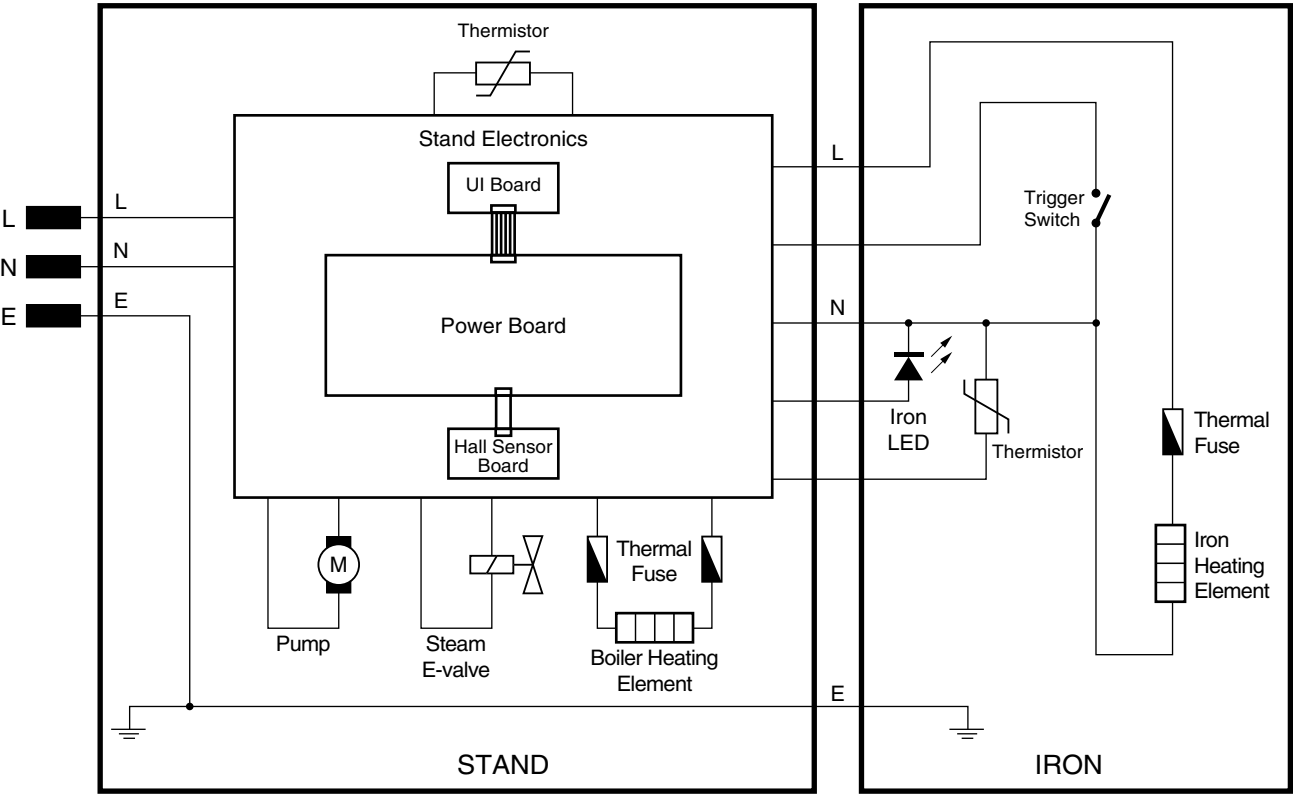 Thermistor
Stand Electronics
UI Board
L
L
L
N
N
E
E
Power Board
Hall Sensor
Board
M
Pump
Steam
E-valve
Thermal
Fuse
Boiler Heating
Element
STAND
L
N
E
Trigger
Switch
Iron
LED
Thermistor
Thermal
Fuse
Iron
Heating
Element
IRON